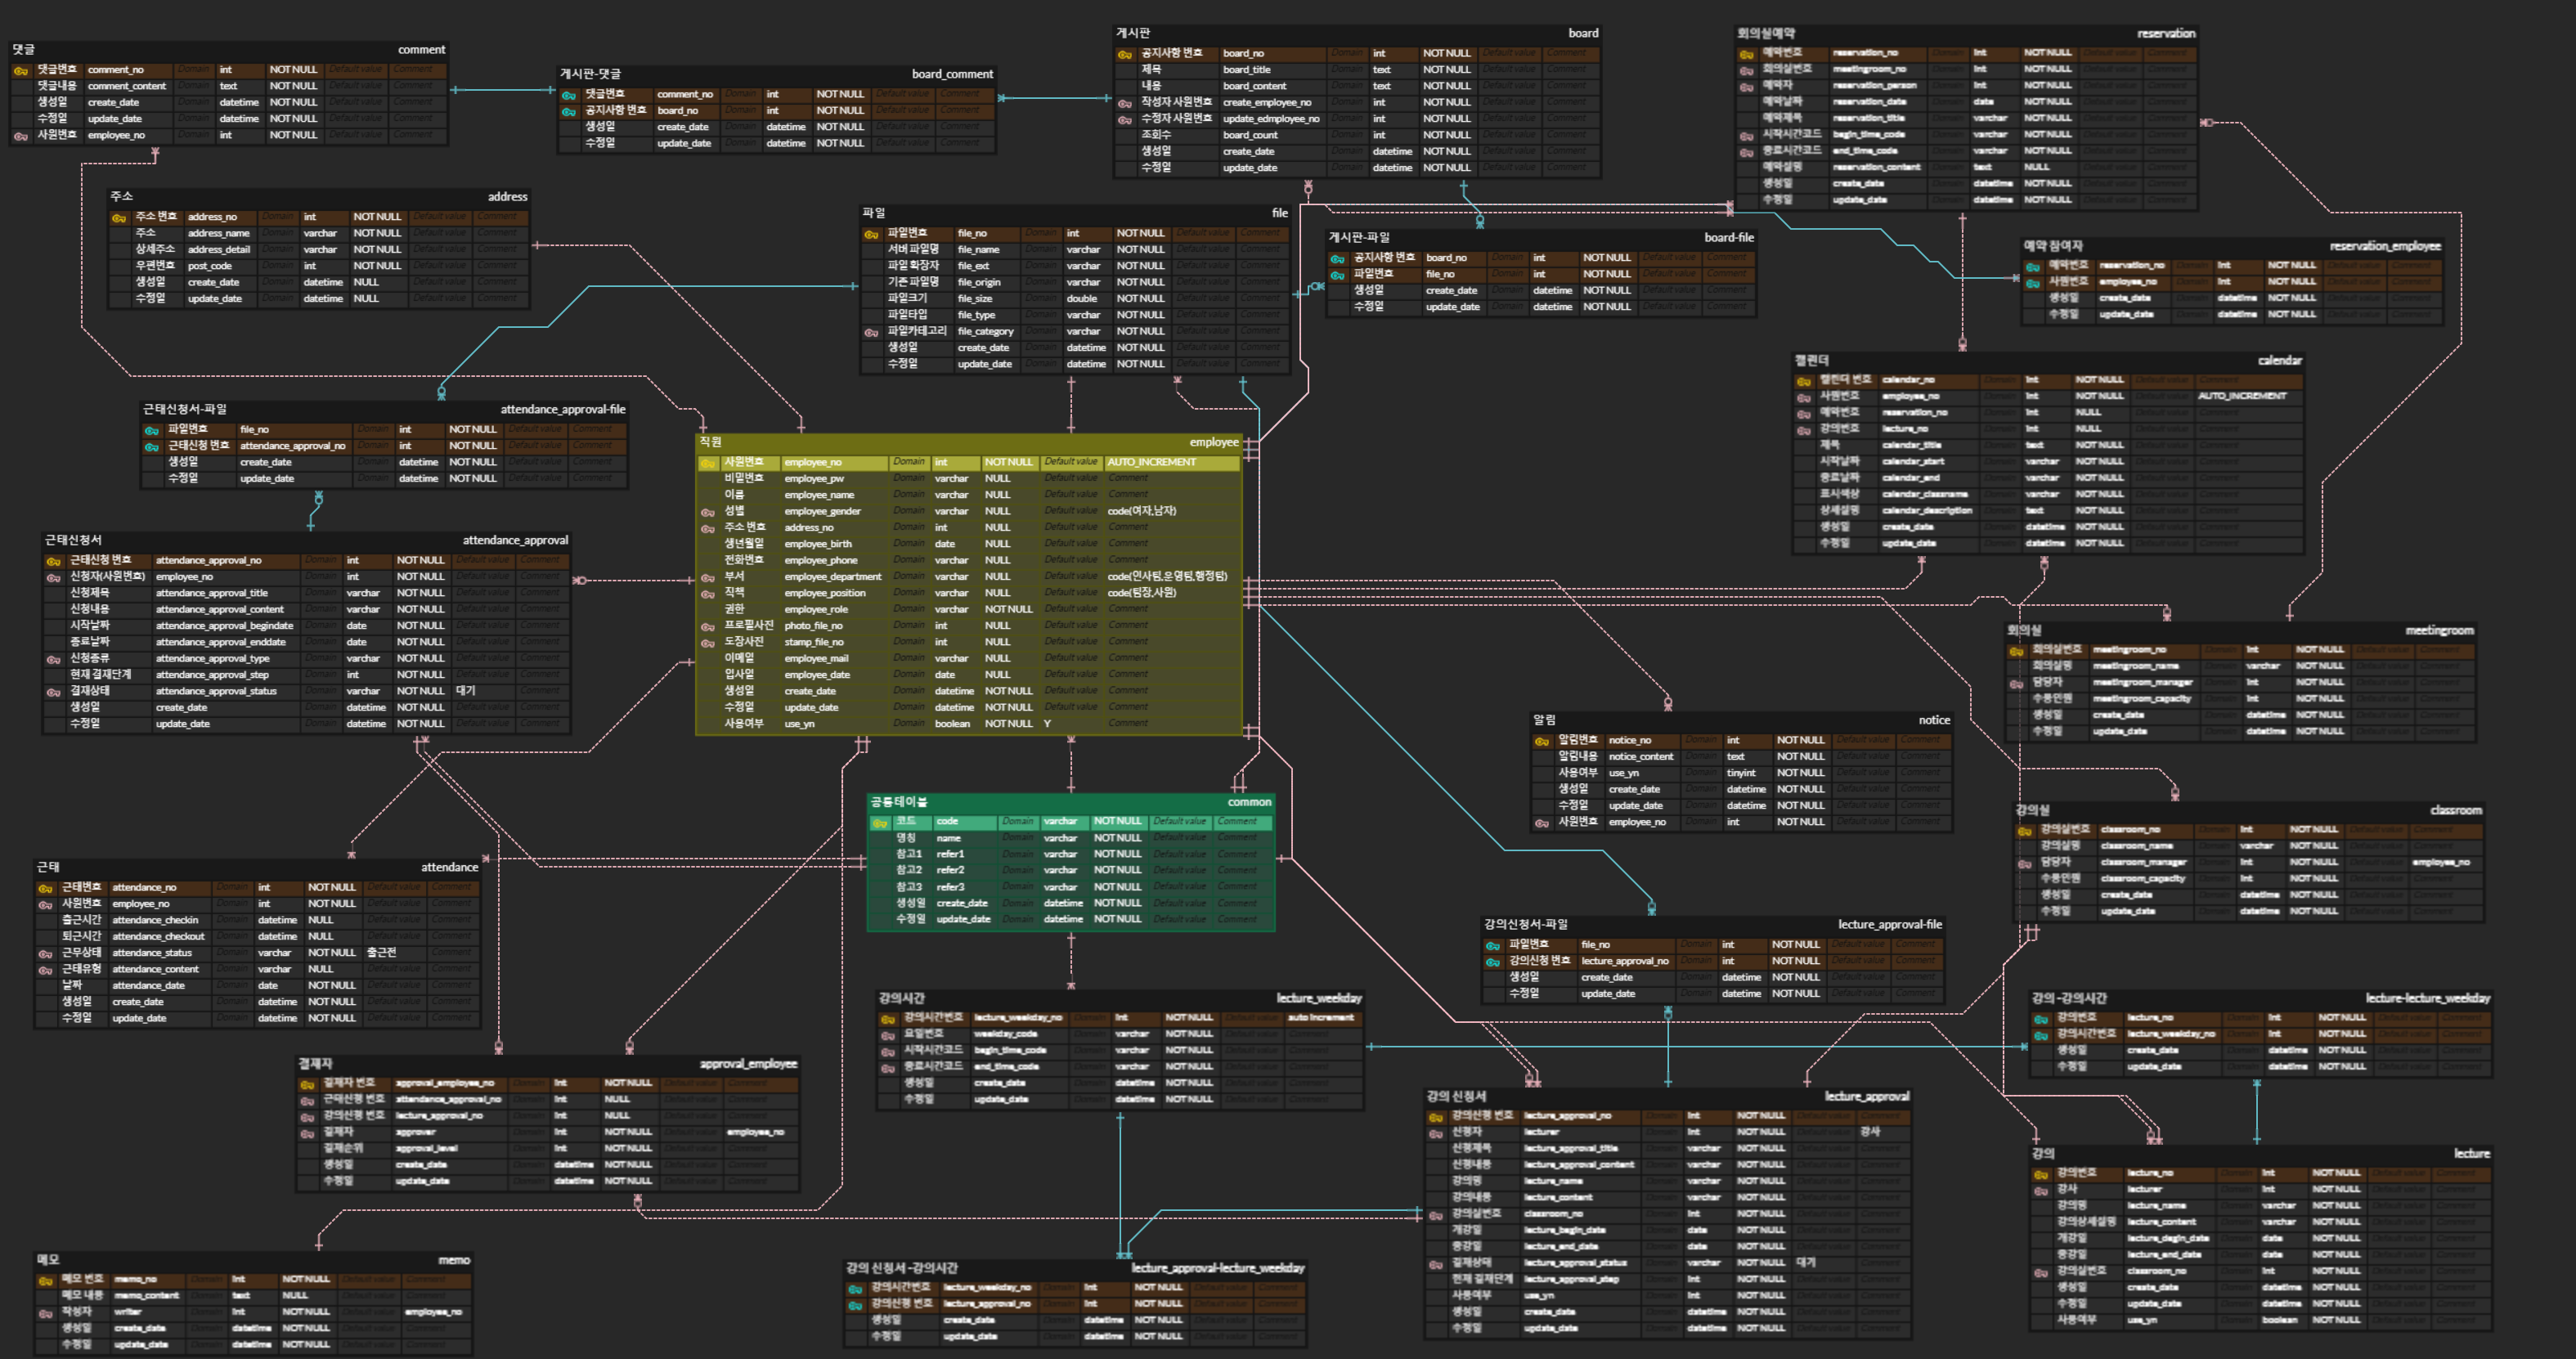 댓글 comment
댓글번호 comment_no Domain int NOT NULL Default value Comment
댓글내용 comment_content Domain text NOT NULL Default value Comment
생성일 create_date Domain datetime NOT NULL Default value Comment
수정일 update_date Domain datetime NOT NULL Default value Comment
사원번호 employee_no Domain int NOT NULL Default value Comment
게시판-댓글 board_comment
댓글번호 comment_no Domain int NOT NULL Default value Comment
공지사항 번호 board_no Domain int NOT NULL Default value Comment
생성일 create_date Domain datetime NOT NULL Default value Comment
수정일 update_date Domain datetime NOT NULL Default value Comment
게시판 board
공지사항 번호 board_no Domain int NOT NULL Default value Comment
제목 board_title Domain text NOT NULL Default value Comment
내용 board_content Domain text NOT NULL Default value Comment
작성자 사원번호 create_employee_no Domain int NOT NULL Default value Comment
수정자 사원번호 update_edmployee_no Domain int NOT NULL Default value Comment
조회수 board_count Domain int NOT NULL Default value Comment
생성일 create_date Domain datetime NOT NULL Default value Comment
수정일 update_date Domain datetime NOT NULL Default value Comment
회의실예약 reservation
예약번호 reservation_no Domain int NOT NULL Default value Comment
회의실번호 meetingroom_no Domain int NOT NULL Default value Comment
예약자 reservation_person Domain int NOT NULL Default value Comment
예약날짜 reservation_date Domain date NOT NULL Default value Comment
예약제목 reservation_title Domain varchar NOT NULL Default value Comment
시작시간코드 begin_time_code Domain varchar NOT NULL Default value Comment
종료시간코드 end_time_code Domain varchar NOT NULL Default value Comment
예약설명 reservation_content Domain text NULL Default value Comment
생성일 create_date Domain datetime NOT NULL Default value Comment
수정일 update_date Domain datetime NOT NULL Default value Comment
주소 address
주소 번호 address_no Domain int NOT NULL Default value Comment
주소 address_name Domain varchar NOT NULL Default value Comment
상세주소 address_detail Domain varchar NOT NULL Default value Comment
우편번호 post_code Domain int NOT NULL Default value Comment
생성일 create_date Domain datetime NULL Default value Comment
수정일 update_date Domain datetime NULL Default value Comment
파일 file
파일번호 file_no Domain int NOT NULL Default value Comment
서버 파일명 file_name Domain varchar NOT NULL Default value Comment
파일 확장자 file_ext Domain varchar NOT NULL Default value Comment
기존 파일명 file_origin Domain varchar NOT NULL Default value Comment
파일크기 file_size Domain double NOT NULL Default value Comment
파일타입 file_type Domain varchar NOT NULL Default value Comment
파일카테고리 file_category Domain varchar NOT NULL Default value Comment
생성일 create_date Domain datetime NOT NULL Default value Comment
수정일 update_date Domain datetime NOT NULL Default value Comment
게시판-파일 board-file
공지사항 번호 board_no Domain int NOT NULL Default value Comment
파일번호 file_no Domain int NOT NULL Default value Comment
생성일 create_date Domain datetime NOT NULL Default value Comment
수정일 update_date Domain datetime NOT NULL Default value Comment
예약 참여자 reservation_employee
예약번호 reservation_no Domain int NOT NULL Default value Comment
사원번호 employee_no Domain int NOT NULL Default value Comment
생성일 create_date Domain datetime NOT NULL Default value Comment
수정일 update_date Domain datetime NOT NULL Default value Comment
캘린더 calendar
캘린더 번호 calendar_no Domain int NOT NULL Default value Comment
사원번호 employee_no Domain int NOT NULL Default value AUTO_INCREMENT
예약번호 reservation_no Domain int NULL Default value Comment
강의번호 lecture_no Domain int NULL Default value Comment
제목 calendar_title Domain text NOT NULL Default value Comment
시작날짜 calendar_start Domain varchar NOT NULL Default value Comment
종료날짜 calendar_end Domain varchar NOT NULL Default value Comment
표시색상 calendar_classname Domain varchar NOT NULL Default value Comment
상세설명 calendar_description Domain text NOT NULL Default value Comment
생성일 create_date Domain datetime NOT NULL Default value Comment
수정일 update_date Domain datetime NOT NULL Default value Comment
근태신청서-파일 attendance_approval-file
파일번호 file_no Domain int NOT NULL Default value Comment
근태신청 번호 attendance_approval_no Domain int NOT NULL Default value Comment
생성일 create_date Domain datetime NOT NULL Default value Comment
수정일 update_date Domain datetime NOT NULL Default value Comment
직원 employee
사원번호 employee_no Domain int NOT NULL Default value AUTO_INCREMENT
비밀번호 employee_pw Domain varchar NULL Default value Comment
이름 employee_name Domain varchar NULL Default value Comment
성별 employee_gender Domain varchar NULL Default value code(여자,남자)
주소 번호 address_no Domain int NULL Default value Comment
생년월일 employee_birth Domain date NULL Default value Comment
전화번호 employee_phone Domain varchar NULL Default value Comment
부서 employee_department Domain varchar NULL Default value code(인사팀,운영팀,행정팀)
직책 employee_position Domain varchar NULL Default value code(팀장,사원)
권한 employee_role Domain varchar NOT NULL Default value Comment
프로필사진 photo_file_no Domain int NULL Default value Comment
도장사진 stamp_file_no Domain int NULL Default value Comment
이메일 employee_mail Domain varchar NULL Default value Comment
입사일 employee_date Domain date NULL Default value Comment
생성일 create_date Domain datetime NOT NULL Default value Comment
수정일 update_date Domain datetime NOT NULL Default value Comment
사용여부 use_yn Domain boolean NOT NULL Y Comment
근태신청서 attendance_approval
근태신청 번호 attendance_approval_no Domain int NOT NULL Default value Comment
신청자(사원번호) employee_no Domain int NOT NULL Default value Comment
신청제목 attendance_approval_title Domain varchar NOT NULL Default value Comment
신청내용 attendance_approval_content Domain varchar NOT NULL Default value Comment
시작날짜 attendance_approval_begindate Domain date NOT NULL Default value Comment
종료날짜 attendance_approval_enddate Domain date NOT NULL Default value Comment
신청종류 attendance_approval_type Domain varchar NOT NULL Default value Comment
현재 결재단계 attendance_approval_step Domain int NOT NULL Default value Comment
결재상태 attendance_approval_status Domain varchar NOT NULL 대기 Comment
생성일 create_date Domain datetime NOT NULL Default value Comment
수정일 update_date Domain datetime NOT NULL Default value Comment
회의실 meetingroom
회의실번호 meetingroom_no Domain int NOT NULL Default value Comment
회의실명 meetingroom_name Domain varchar NOT NULL Default value Comment
담당자 meetingroom_manager Domain int NOT NULL Default value Comment
수용인원 meetingroom_capacity Domain int NOT NULL Default value Comment
생성일 create_date Domain datetime NOT NULL Default value Comment
수정일 update_date Domain datetime NOT NULL Default value Comment
알림 notice
알림번호 notice_no Domain int NOT NULL Default value Comment
알림내용 notice_content Domain text NOT NULL Default value Comment
사용여부 use_yn Domain tinyint NOT NULL Default value Comment
생성일 create_date Domain datetime NOT NULL Default value Comment
수정일 update_date Domain datetime NOT NULL Default value Comment
사원번호 employee_no Domain int NOT NULL Default value Comment
공통테이블 common
코드 code Domain varchar NOT NULL Default value Comment
명칭 name Domain varchar NOT NULL Default value Comment
참고1 refer1 Domain varchar NOT NULL Default value Comment
참고2 refer2 Domain varchar NOT NULL Default value Comment
참고3 refer3 Domain varchar NOT NULL Default value Comment
생성일 create_date Domain datetime NOT NULL Default value Comment
수정일 update_date Domain datetime NOT NULL Default value Comment
강의실 classroom
강의실번호 classroom_no Domain int NOT NULL Default value Comment
강의실명 classroom_name Domain varchar NOT NULL Default value Comment
담당자 classroom_manager Domain int NOT NULL Default value employee_no
수용인원 classroom_capacity Domain int NOT NULL Default value Comment
생성일 create_date Domain datetime NOT NULL Default value Comment
수정일 update_date Domain datetime NOT NULL Default value Comment
근태 attendance
근태번호 attendance_no Domain int NOT NULL Default value Comment
사원번호 employee_no Domain int NOT NULL Default value Comment
출근시간 attendance_checkin Domain datetime NULL Default value Comment
퇴근시간 attendance_checkout Domain datetime NULL Default value Comment
근무상태 attendance_status Domain varchar NOT NULL 출근전 Comment
근태유형 attendance_content Domain varchar NULL Default value Comment
날짜 attendance_date Domain date NOT NULL Default value Comment
생성일 create_date Domain datetime NOT NULL Default value Comment
수정일 update_date Domain datetime NOT NULL Default value Comment
강의신청서-파일 lecture_approval-file
파일번호 file_no Domain int NOT NULL Default value Comment
강의신청 번호 lecture_approval_no Domain int NOT NULL Default value Comment
생성일 create_date Domain datetime NOT NULL Default value Comment
수정일 update_date Domain datetime NOT NULL Default value Comment
강의시간 lecture_weekday
강의시간번호 lecture_weekday_no Domain int NOT NULL Default value auto increment
요일번호 weekday_code Domain varchar NOT NULL Default value Comment
시작시간코드 begin_time_code Domain varchar NOT NULL Default value Comment
종료시간코드 end_time_code Domain varchar NOT NULL Default value Comment
생성일 create_date Domain datetime NOT NULL Default value Comment
수정일 update_date Domain datetime NOT NULL Default value Comment
강의-강의시간 lecture-lecture_weekday
강의번호 lecture_no Domain int NOT NULL Default value Comment
강의시간번호 lecture_weekday_no Domain int NOT NULL Default value Comment
생성일 create_date Domain datetime NOT NULL Default value Comment
수정일 update_date Domain datetime NOT NULL Default value Comment
결재자 approval_employee
결재자 번호 approval_employee_no Domain int NOT NULL Default value Comment
근태신청 번호 attendance_approval_no Domain int NULL Default value Comment
강의신청 번호 lecture_approval_no Domain int NULL Default value Comment
결재자 approver Domain int NOT NULL Default value employee_no
결재순위 approval_level Domain int NOT NULL Default value Comment
생성일 create_date Domain datetime NOT NULL Default value Comment
수정일 update_date Domain datetime NOT NULL Default value Comment
강의 신청서 lecture_approval
강의신청 번호 lecture_approval_no Domain int NOT NULL Default value Comment
신청자 lecturer Domain int NOT NULL Default value 강사
신청제목 lecture_approval_title Domain varchar NOT NULL Default value Comment
신청내용 lecture_approval_content Domain varchar NOT NULL Default value Comment
강의명 lecture_name Domain varchar NOT NULL Default value Comment
강의내용 lecture_content Domain varchar NOT NULL Default value Comment
강의실번호 classroom_no Domain int NOT NULL Default value Comment
개강일 lecture_begin_date Domain date NOT NULL Default value Comment
종강일 lecture_end_date Domain date NOT NULL Default value Comment
결재상태 lecture_approval_status Domain varchar NOT NULL 대기 Comment
현재 결재단계 lecture_approval_step Domain int NOT NULL Default value Comment
사용여부 use_yn Domain int NOT NULL Default value Comment
생성일 create_date Domain datetime NOT NULL Default value Comment
수정일 update_date Domain datetime NOT NULL Default value Comment
강의 lecture
강의번호 lecture_no Domain int NOT NULL Default value Comment
강사 lecturer Domain int NOT NULL Default value Comment
강의명 lecture_name Domain varchar NOT NULL Default value Comment
강의상세설명 lecture_content Domain varchar NOT NULL Default value Comment
개강일 lecture_begin_date Domain date NOT NULL Default value Comment
종강일 lecture_end_date Domain date NOT NULL Default value Comment
강의실번호 classroom_no Domain int NOT NULL Default value Comment
생성일 create_date Domain datetime NOT NULL Default value Comment
수정일 update_date Domain datetime NOT NULL Default value Comment
사용여부 use_yn Domain boolean NOT NULL Default value Comment
메모 memo
메모 번호 memo_no Domain int NOT NULL Default value Comment
메모 내용 memo_content Domain text NULL Default value Comment
작성자 writer Domain int NOT NULL Default value employee_no
생성일 create_date Domain datetime NOT NULL Default value Comment
수정일 update_date Domain datetime NOT NULL Default value Comment
강의 신청서-강의시간 lecture_approval-lecture_weekday
강의시간번호 lecture_weekday_no Domain int NOT NULL Default value Comment
강의신청 번호 lecture_approval_no Domain int NOT NULL Default value Comment
생성일 create_date Domain datetime NOT NULL Default value Comment
수정일 update_date Domain datetime NOT NULL Default value Comment